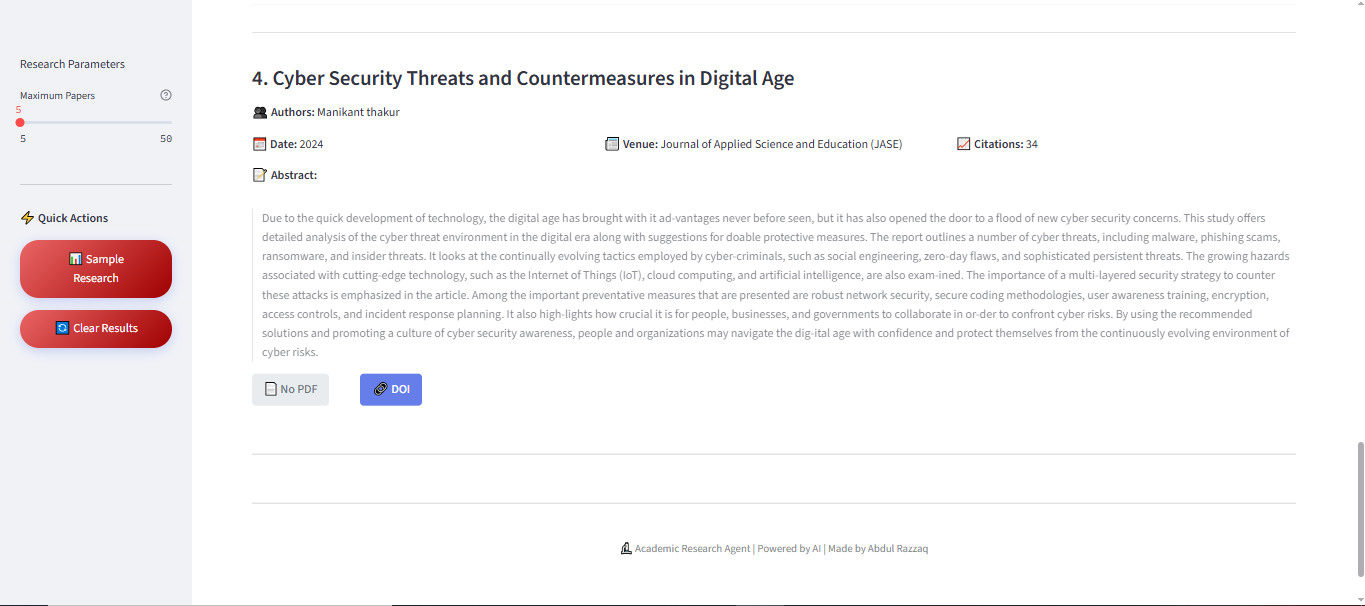 Research Parameters
Maximum Papers
5
5 50
Quick Actions
Sample
Research
Clear Results
4. Cyber Security Threats and Countermeasures in Digital Age
Authors: Manikant thakur
Date: 2024 Venue: Journal of Applied Science and Education (JASE) Citations: 34
Abstract:
Due to the quick development of technology, the digital age has brought with it ad-vantages never before seen, but it has also opened the door to a flood of new cyber security concerns. This study offers
detailed analysis of the cyber threat environment in the digital era along with suggestions for doable protective measures. The report outlines a number of cyber threats, including malware, phishing scams,
ransomware, and insider threats. It looks at the continually evolving tactics employed by cyber-criminals, such as social engineering, zero-day flaws, and sophisticated persistent threats. The growing hazards
associated with cutting-edge technology, such as the Internet of Things (IoT), cloud computing, and artificial intelligence, are also exam-ined. The importance of a multi-layered security strategy to counter
these attacks is emphasized in the article. Among the important preventative measures that are presented are robust network security, secure coding methodologies, user awareness training, encryption,
access controls, and incident response planning. It also high-lights how crucial it is for people, businesses, and governments to collaborate in or-der to confront cyber risks. By using the recommended
solutions and promoting a culture of cyber security awareness, people and organizations may navigate the dig-ital age with confidence and protect themselves from the continuously evolving environment of
cyber risks.
No PDF
DOI
Academic Research Agent | Powered by AI | Made by Abdul Razzaq